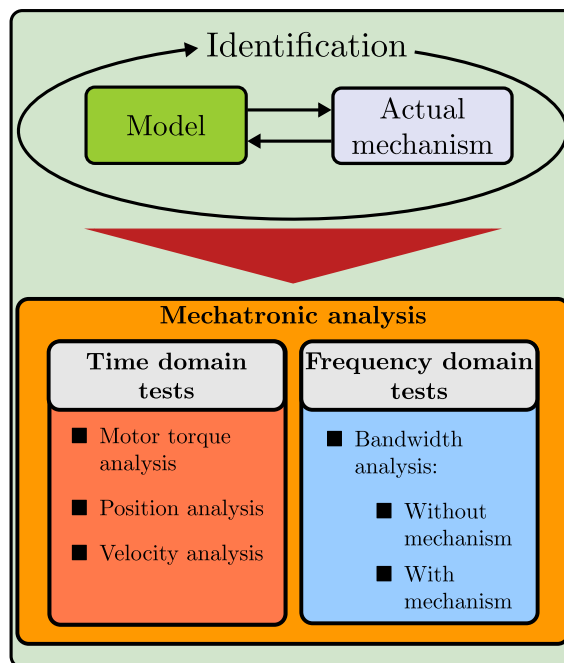 Identification
Model
Actual
mechanism
Mechatronic analysis
Time domain
tests
Motor torque
analysis
Position analysis
Velocity analysis
Frequency domain
tests
Bandwidth
analysis:
Without
mechanism
With
mechanism